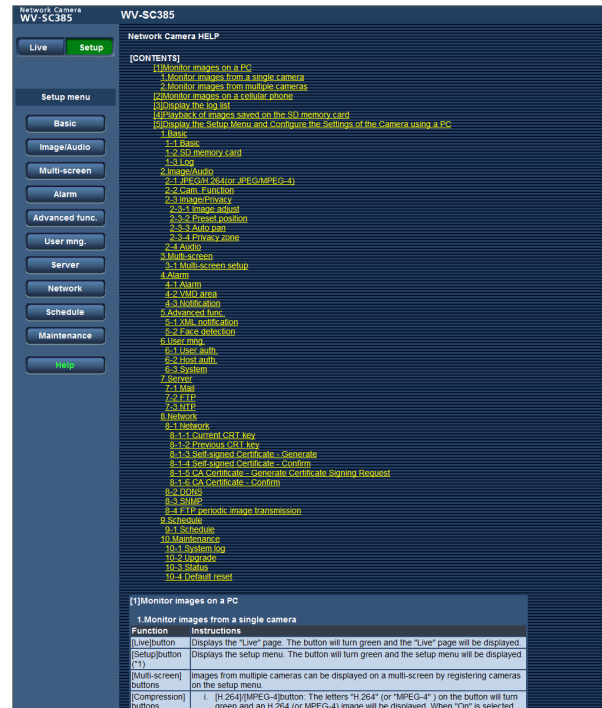 Network Camera
WV-SC385
WV-SC385
Live
Setup
Network Camera HELP
Setup menu
Basic
Image/Audio
Multi-screen
Alarm
Advanced func.
User mng.
Server
Network
Schedule
Maintenance
Help
[CONTENTS]
[1]Monitor images on a PC
1.Monitor images from a single camera
2.Monitor images from multiple cameras
[2]Monitor images on a cellular phone
[3]Display the log list
[4]Playback of images saved on the SD memory card
[5]Display the Setup Menu and Configure the Settings of the Camera using a PC
1.Basic
1-1 Basic
1-2 SD memory card
1-3 Log
2.Image/Audio
2-1 JPEG/H.264(or JPEG/MPEG-4)
2-2 Cam. Function
2-3 Image/Privacy
2-3-1 Image adjust
2-3-2 Preset position
2-3-3 Auto pan
2-3-4 Privacy zone
2-4 Audio
3.Multi-screen
3-1 Multi-screen setup
4.Alarm
4-1 Alarm
4-2 VMD area
4-3 Notification
5.Advanced func.
5-1 XML notification
5-2 Face detection
6.User mng.
6-1 User auth.
6-2 Host auth.
6-3 System
7.Server
7-1 Mail
7-2 FTP
7-3 NTP
8.Network
8-1 Network
8-1-1 Current CRT key
8-1-2 Previous CRT key
8-1-3 Self-signed Certificate - Generate
8-1-4 Self-signed Certificate - Confirm
8-1-5 CA Certificate - Generate Certificate Signing Request
8-1-6 CA Certificate - Confirm
8-2 DDNS
8-3 SNMP
8-4 FTP periodic image transmission
9.Schedule
9-1 Schedule
10.Maintenance
10-1 System log
10-2 Upgrade
10-3 Status
10-4 Default reset
[1]Monitor images on a PC
1.Monitor images from a single camera
Function Instructions
[Live]button Displays the "Live" page. The button will turn green and the "Live" page will be displayed.
[Setup]button Displays the setup menu. The button will turn green and the setup menu will be displayed.
(*1)
[Multi-screen] Images from multiple cameras can be displayed on a multi-screen by registering cameras
buttons on the setup menu.
[Compression] i. [H.264]/[MPEG-4]button: The letters "H.264" (or "MPEG-4" ) on the button will turn
buttons green and an H.264 (or MPEG-4) image will be displayed. When "On" is selected